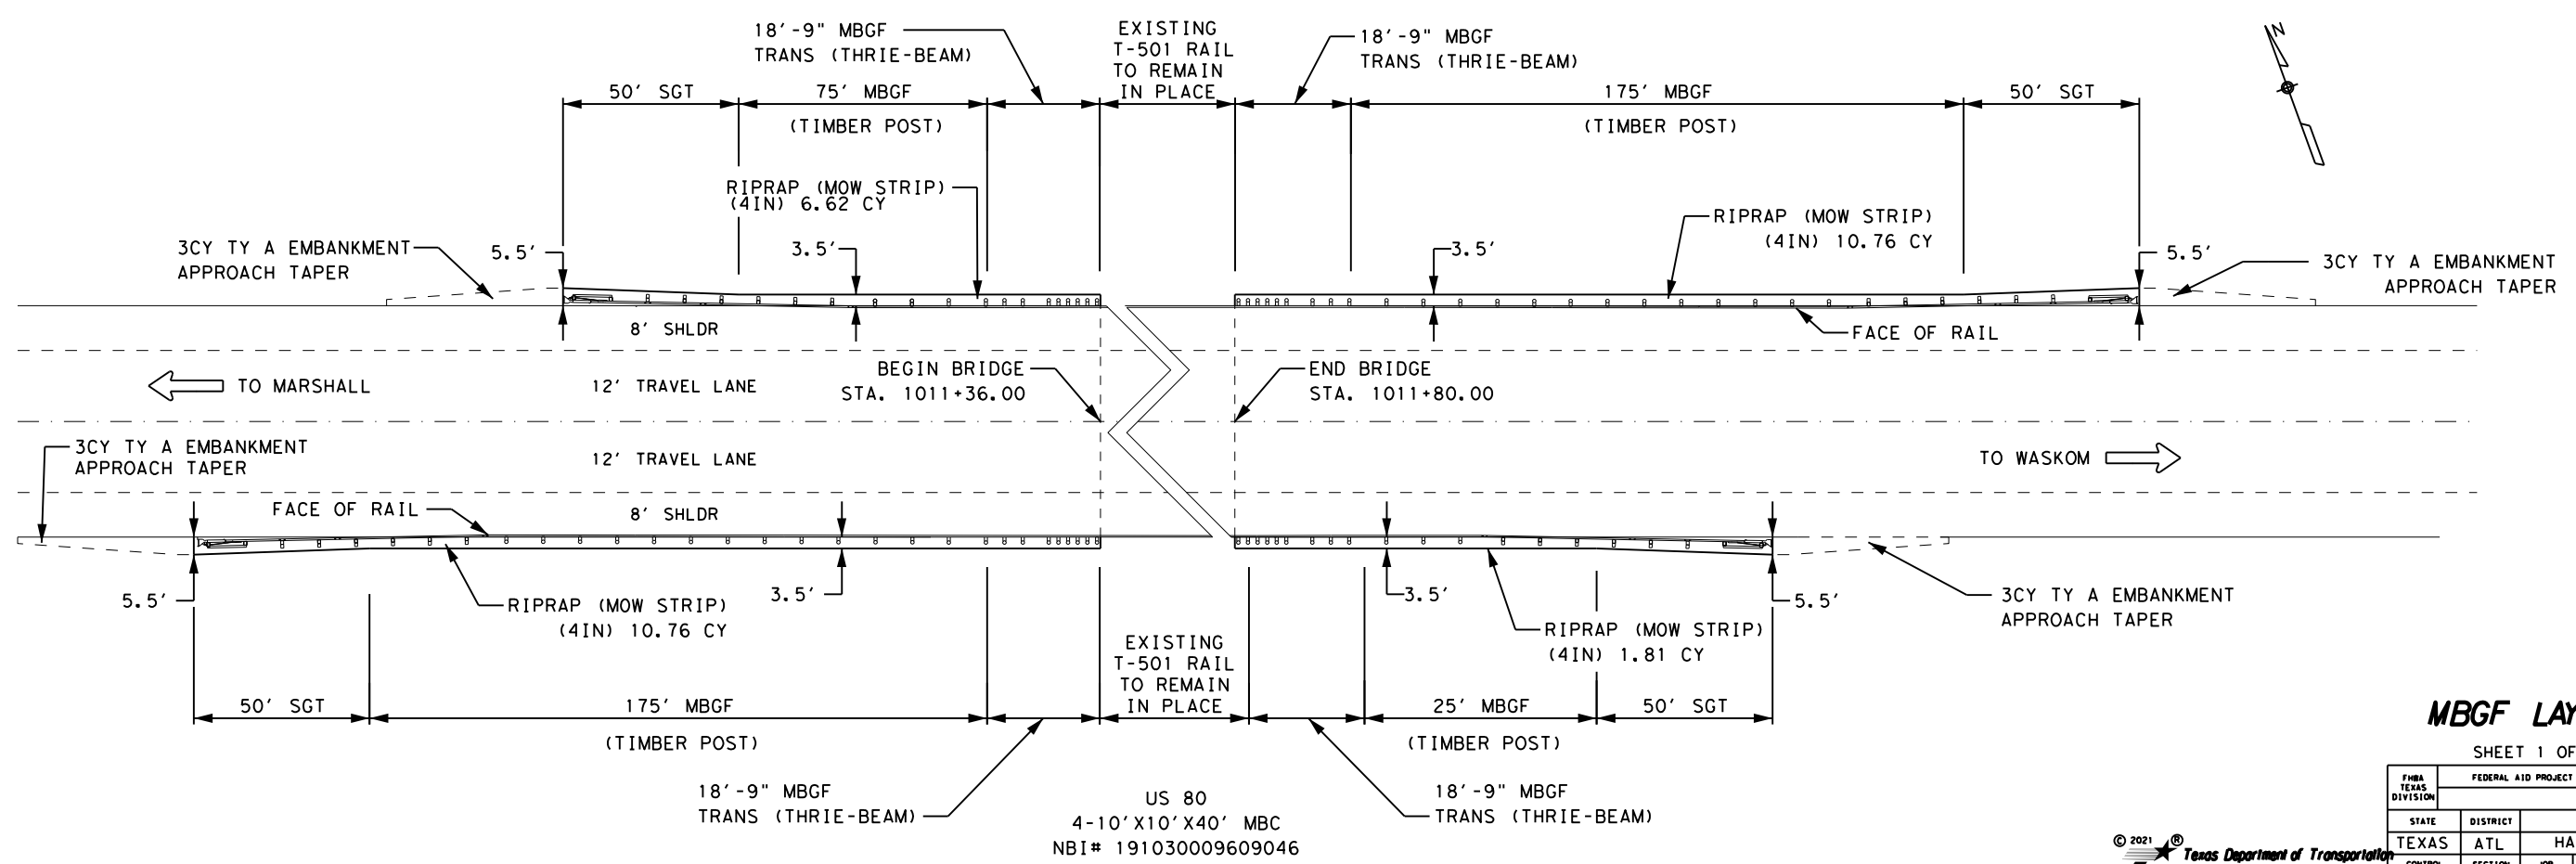 18'-9" MBGF
TRANS (THRIE-BEAM)
EXISTING
T-501 RAIL
TO REMAIN
IN PLACE
18'-9" MBGF
TRANS (THRIE-BEAM)
N
50' SGT
75' MBGF
(TIMBER POST)
175' MBGF
(TIMBER POST)
50' SGT
RIPRAP (MOW STRIP)
(4IN) 6.62 CY
RIPRAP (MOW STRIP)
(4IN) 10.76 CY
3CY TY A EMBANKMENT
APPROACH TAPER
5.5'
3.5'
3.5'
5.5'
3CY TY A EMBANKMENT
APPROACH TAPER
8' SHLDR
FACE OF RAIL
TO MARSHALL
12' TRAVEL LANE
BEGIN BRIDGE
STA. 1011+36.00
END BRIDGE
STA. 1011+80.00
3CY TY A EMBANKMENT
APPROACH TAPER
12' TRAVEL LANE
TO WASKOM
FACE OF RAIL
8' SHLDR
5.5'
RIPRAP (MOW STRIP)
(4IN) 10.76 CY
3.5'
3.5'
RIPRAP (MOW STRIP)
(4IN) 1.81 CY
5.5'
3CY TY A EMBANKMENT
APPROACH TAPER
EXISTING
T-501 RAIL
TO REMAIN
IN PLACE
50' SGT
175' MBGF
(TIMBER POST)
25' MBGF
(TIMBER POST)
50' SGT
18'-9" MBGF
TRANS (THRIE-BEAM)
18'-9" MBGF
TRANS (THRIE-BEAM)
US 80
4-10'X10'X40' MBC
NBI# 191030009609046
MBGF LAY
SHEET 1 OF
FHWA
TEXAS
DIVISION
FEDERAL AID PROJECT
STATE
DISTRICT
TEXAS
ATL
HA
© 2021 ®
Texas Department of Transportation